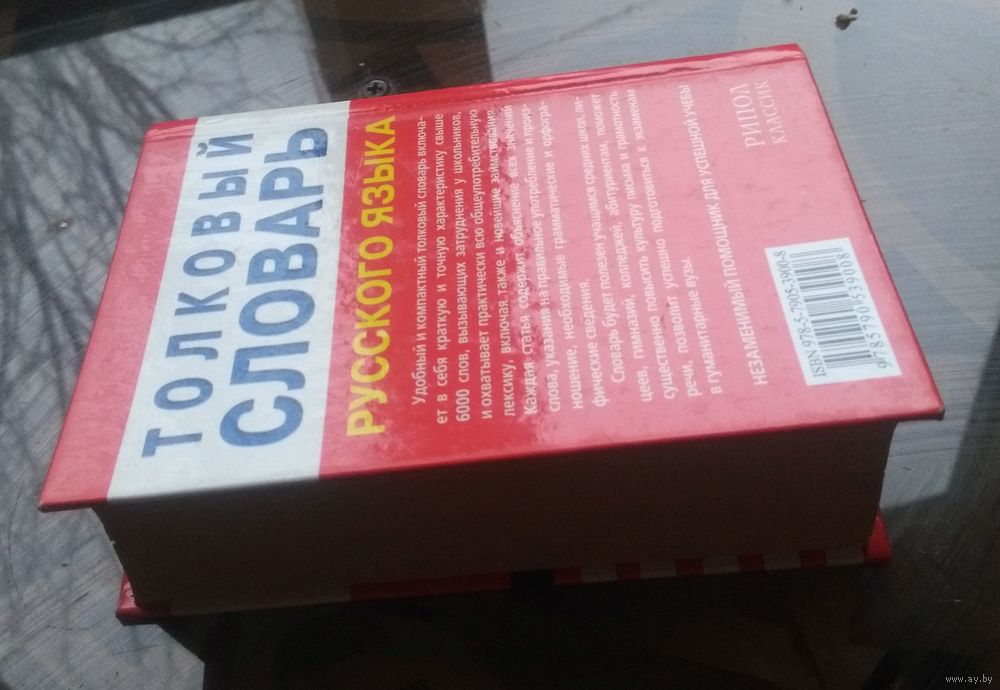 ТОЛКОВЫЙ
СЛОВАРЬ
РУССКОГО ЯЗЫКА
Удобный и компактный толковый словарь включа-
ет в себя краткую и точную характеристику свыше
6000 слов, вызывающих затруднения у школьников,
и охватывает практически всю общеупотребительную
лексику, включая также и новейшие заимствования.
Каждая статья содержит объяснение всех значений
слова, указания на правильное употребление и произ-
ношение, необходимые грамматические и орфогра-
фические сведения.
Словарь будет полезен учащимся средних школ, ли-
цеев, гимназий, колледжей, абитуриентам, поможет
существенно повысить культуру письма и грамотность
речи, позволит успешно подготовиться к экзаменам
в гуманитарные вузы.
НЕЗАМЕНИМЫЙ ПОМОЩНИК ДЛЯ УСПЕШНОЙ УЧЕБЫ
РИПОЛ
КЛАССИК
ISBN 978-5-7905-3900-8
9785790539008
www.ay.by